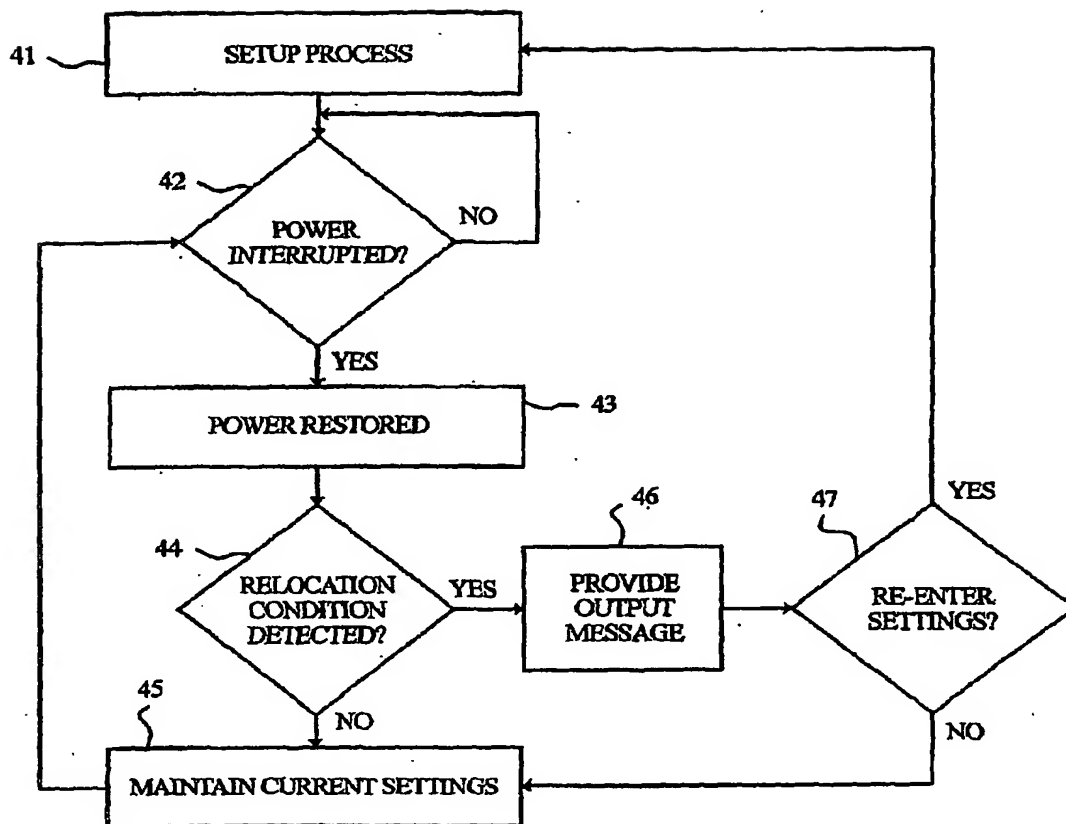 41
SETUP PROCESS
42
POWER
INTERRUPTED?
NO
YES
POWER RESTORED
43
44
RELOCATION
CONDITION
DETECTED?
YES
46
PROVIDE
OUTPUT
MESSAGE
47
YES
RE-ENTER
SETTINGS?
NO
NO
45
MAINTAIN CURRENT SETTINGS